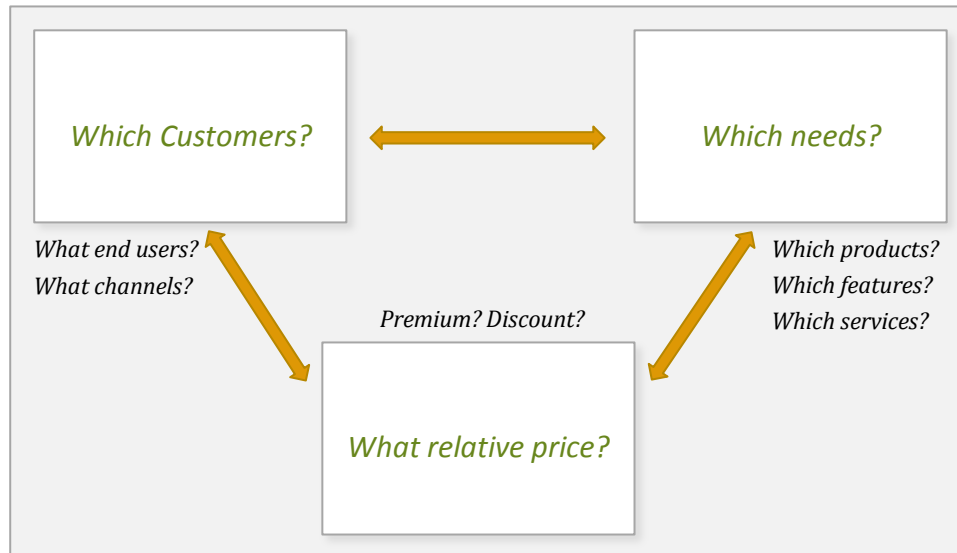 Which Customers?
Which needs?
What end users?
What channels?
Which products?
Which features?
Which services?
Premium? Discount?
What relative price?